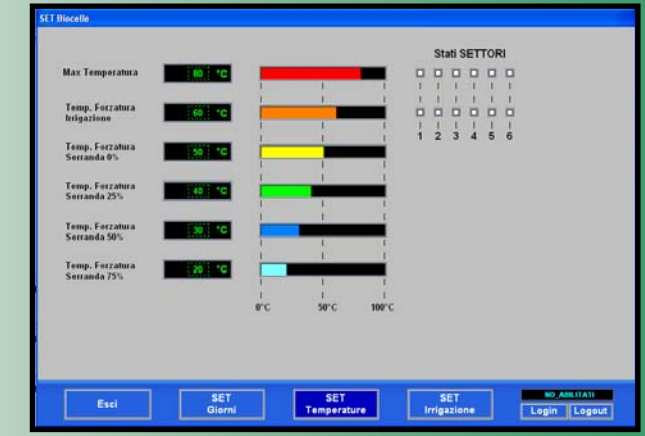 SET Biocelle
Stati SETTORI
Max Temperatura 80 °C
Temp. Forzatura
Irrigazione 60 °C
Temp. Forzatura
Serranda 0% 50 °C
Temp. Forzatura
Serranda 25% 40 °C
Temp. Forzatura
Serranda 50% 30 °C
Temp. Forzatura
Serranda 75% 20 °C
1 2 3 4 5 6
0°C 50°C 100°C
Esci
SET
Giorni
SET
Temperature
SET
Irrigazione
NO_ABILITATI
Login Logout